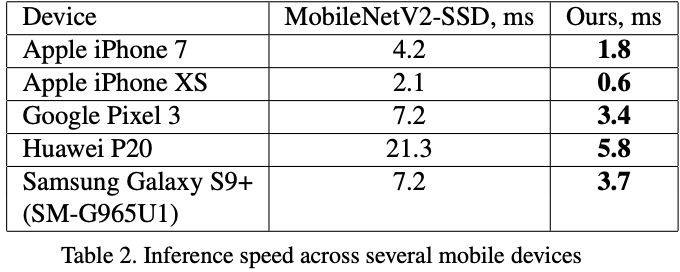 Device MobileNetV2-SSD, ms Ours, ms
Apple iPhone 7 4.2 1.8
Apple iPhone XS 2.1 0.6
Google Pixel 3 7.2 3.4
Huawei P20 21.3 5.8
Samsung Galaxy S9+ 7.2 3.7
(SM-G965U1)
Table 2. Inference speed across several mobile devices